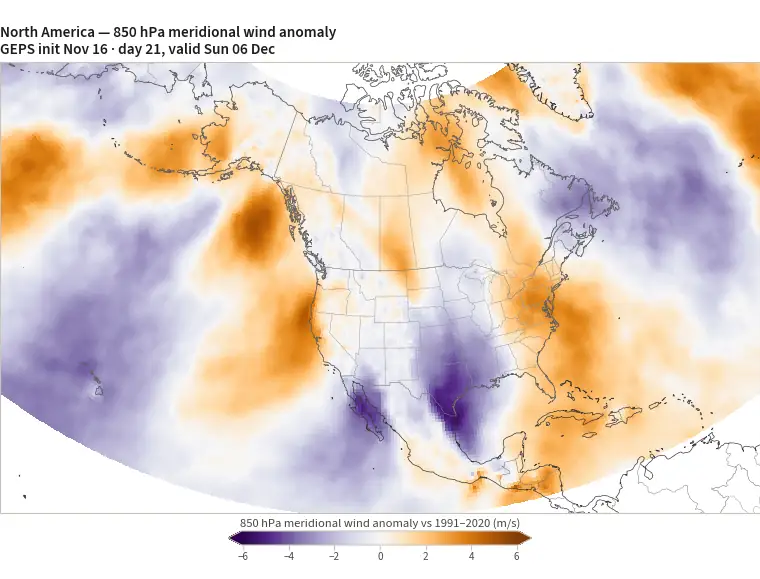 North America — 850 hPa meridional wind anomaly
GEPS init Nov 16 · day 21, valid Sun 06 Dec
850 hPa meridional wind anomaly vs 1991–2020 (m/s)
−6 −4 −2 0 2 4 6